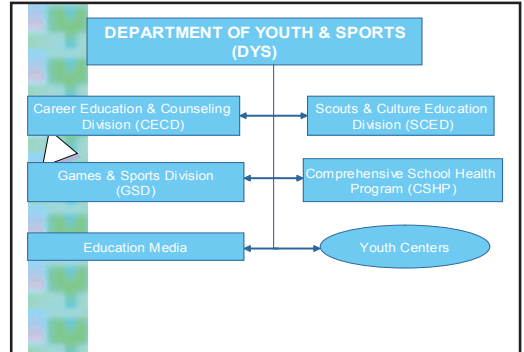 DEPARTMENT OF YOUTH & SPORTS
(DYS)
Career Education & Counseling
Division (CECD)
Scouts & Culture Education
Division (SCED)
Games & Sports Division
(GSD)
Comprehensive School Health
Program (CSHP)
Education Media
Youth Centers